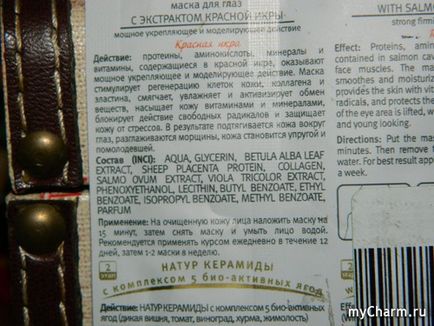 маска для глаз
С ЭКСТРАКТОМ КРАСНОЙ ИКРЫ
мощное укрепляющее и моделирующее действие
Красная икра
Действие: протеины, аминокислоты, минералы и
витамины, содержащиеся в красной икре, оказывают
мощное укрепляющее и моделирующее действие. Маска
стимулирует регенерацию клеток кожи, коллагена и
эластина, смягчает, увлажняет и активизирует обмен
веществ, насыщает кожу витаминами и минералами,
блокирует действие свободных радикалов и защищает
кожу от стрессов. В результате подтягивается кожа вокруг
глаз, разглаживаются морщины, кожа становится упругой и
помолодевшей.
Состав (INCI): AQUA, GLYCERIN, BETULA ALBA LEAF
EXTRACT, SHEEP PLACENTA PROTEIN, COLLAGEN,
SALMO OVUM EXTRACT, VIOLA TRICOLOR EXTRACT,
PHENOXYETHANOL, LECITHIN, BUTYL BENZOATE, ETHYL
BENZOATE, ISOPROPYL BENZOATE, METHYL BENZOATE,
PARFUM
Применение: На очищенную кожу лица наложить маску на
15 минут, затем снять маску и умыть лицо водой.
Рекомендуется применять курсом ежедневно в течение 12
дней, затем 1-2 маски в неделю.
2 этап
НАТУР КЕРАМИДЫ
с комплексом 5 био-активных ягод
Действие: НАТУР КЕРАМИДЫ с комплексом 5 био-активных
ягод (дикая вишня, томат, виноград, курма, жимолость)
WITH SALMO
strong firmi
Effect: Proteins, amin
contained in salmon cav
face muscles. The ma
smoothes and moisturize
provides the skin with vita
radicals, and protects the
of the eye area is lifted, w
and young looking.
Directions: Put the mas
minutes. Then remove
water. For best result appl
a week.
2
Effe
myCharm.ru